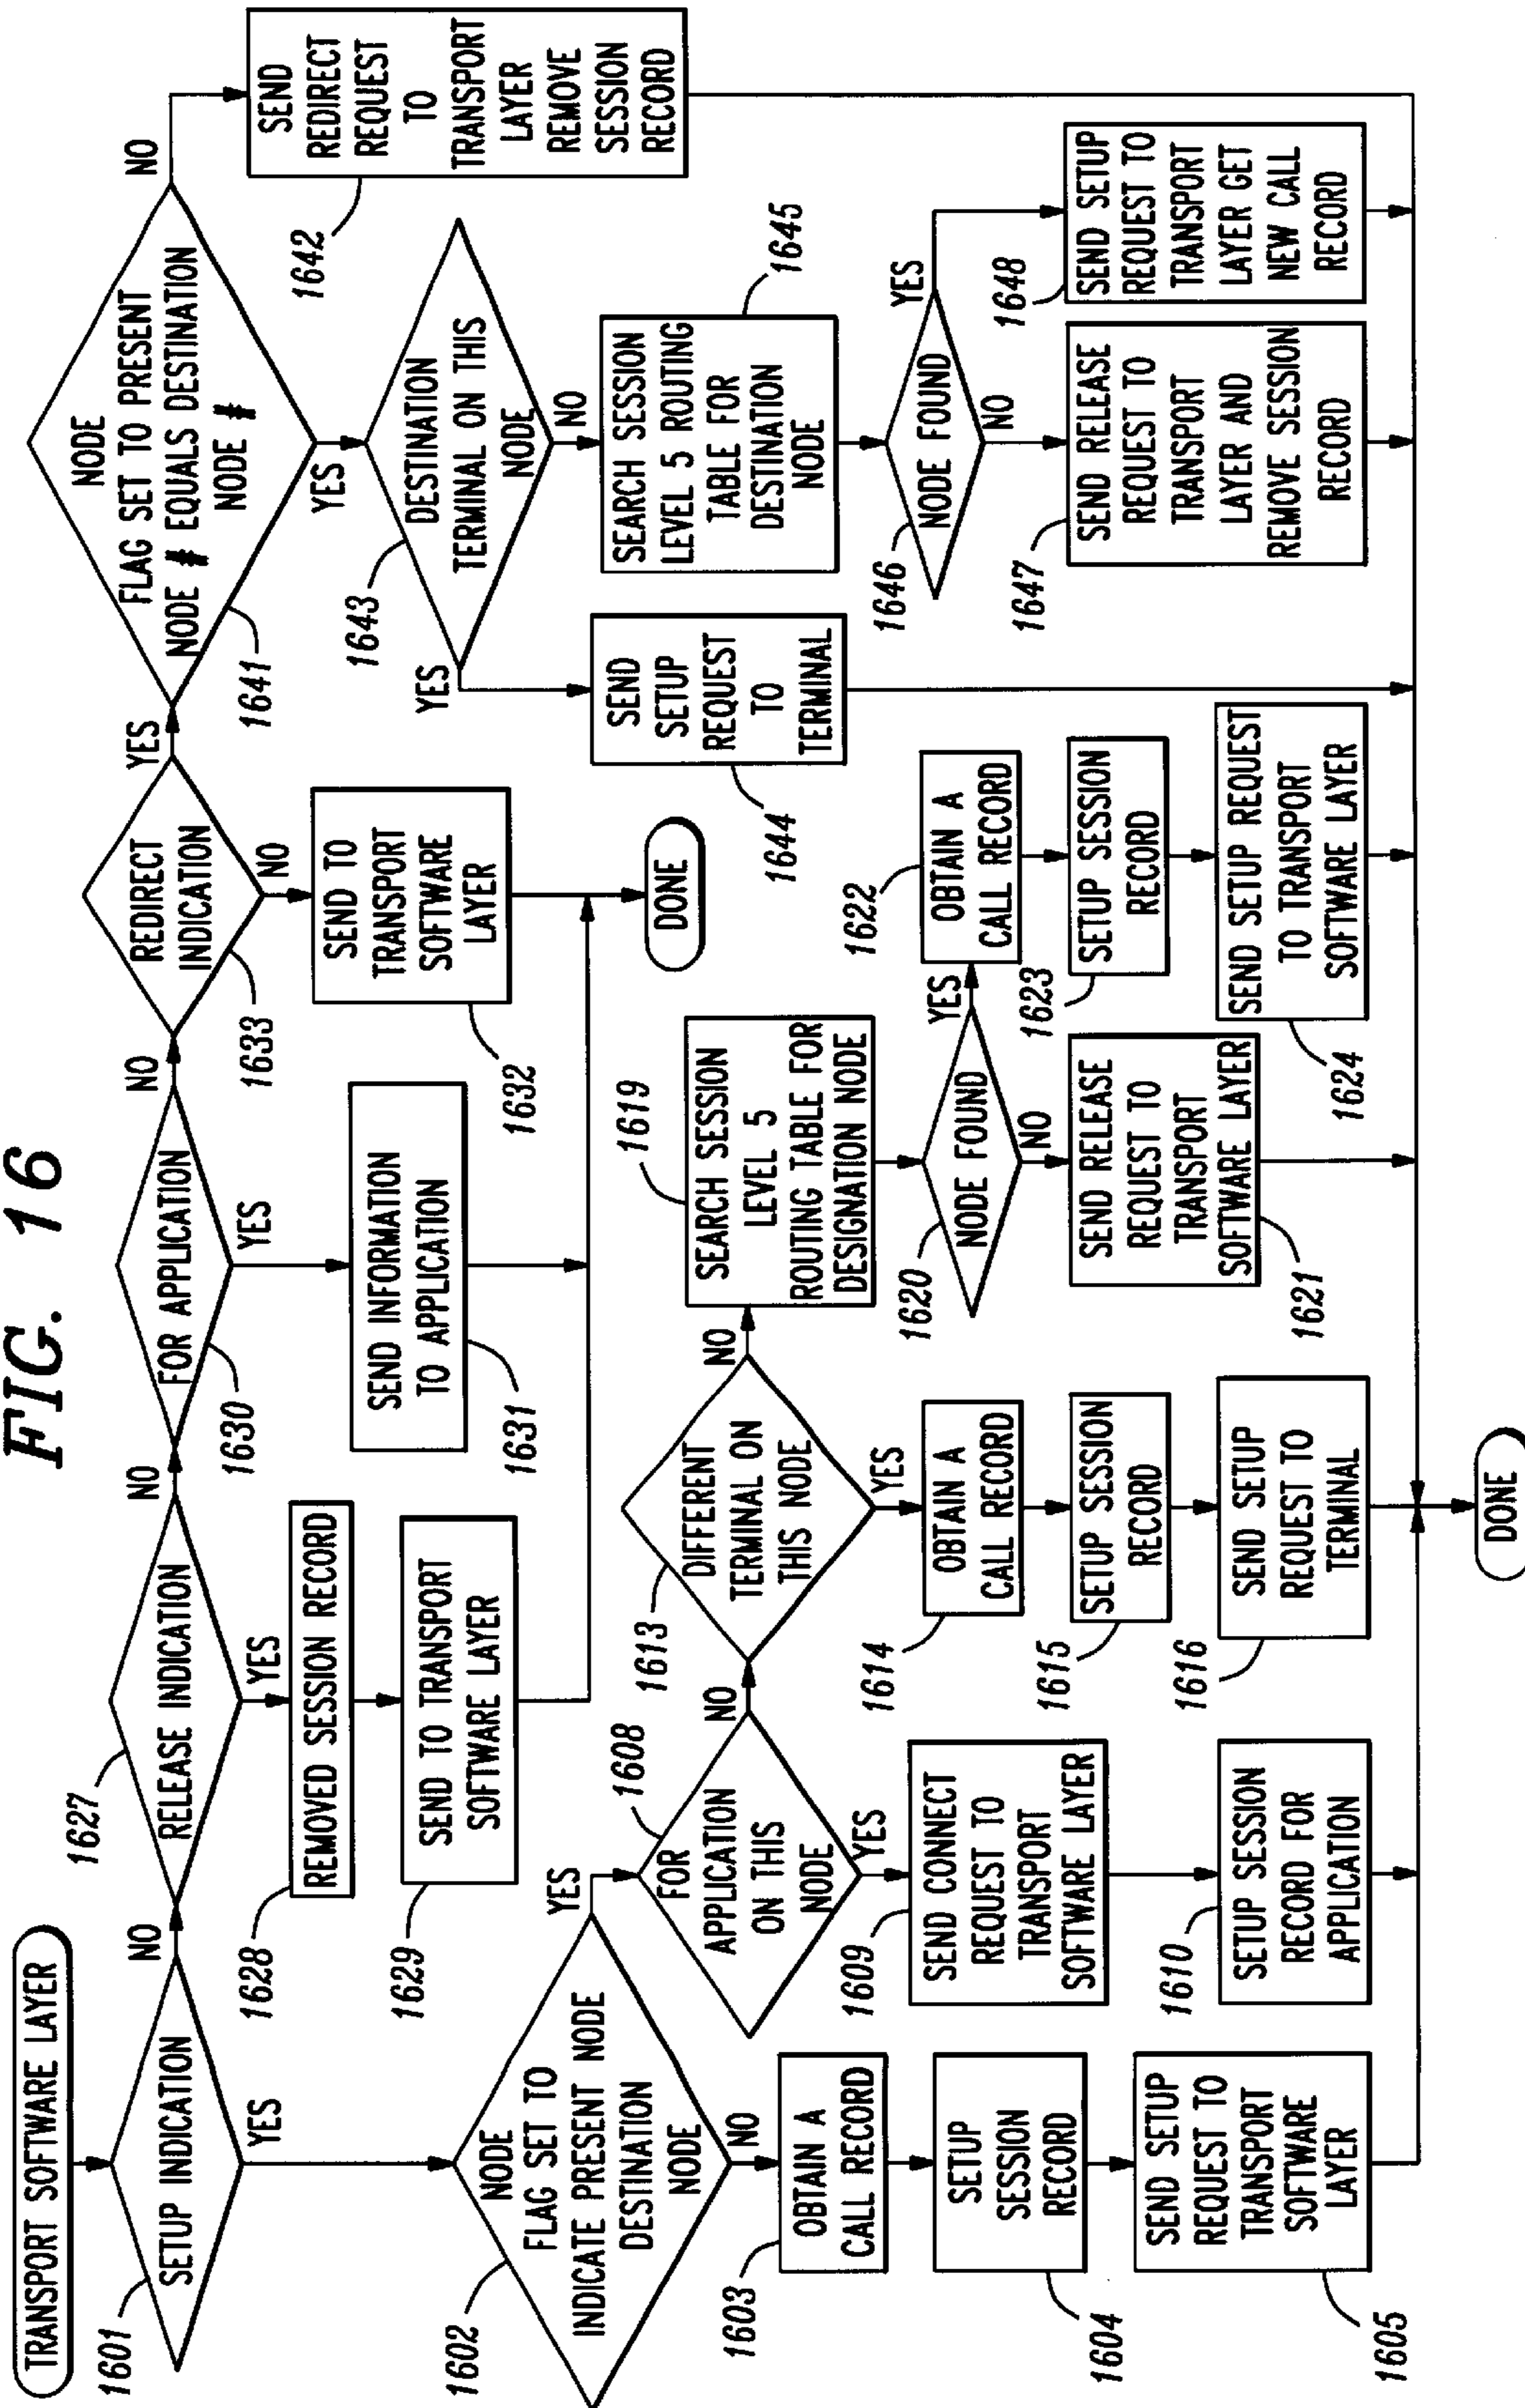 FIG. 16
TRANSPORT SOFTWARE LAYER
1601
SETUP INDICATION
NO
YES
1627
RELEASE INDICATION
NO
YES
1628
REMOVED SESSION RECORD
1629
SEND TO TRANSPORT
SOFTWARE LAYER
1630
FOR APPLICATION
NO
YES
SEND INFORMATION
TO APPLICATION
1631
REDIRECT
INDICATION
1633
YES
NO
SEND TO
TRANSPORT
SOFTWARE
LAYER
1632
DONE
NODE
FLAG SET TO PRESENT
NODE # EQUALS DESTINATION
NODE #
1641
NO
YES
SEND
REDIRECT
REQUEST
TO
TRANSPORT
LAYER REMOVE
SESSION
RECORD
1642
1643
DESTINATION
TERMINAL ON THIS
NODE
YES
NO
SEND
SETUP
REQUEST
TO
TERMINAL
1644
SEARCH SESSION
LEVEL 5 ROUTING
TABLE FOR
DESTINATION
NODE
1645
1646
NODE FOUND
YES
NO
1647
SEND RELEASE
REQUEST TO
TRANSPORT
LAYER AND
REMOVE SESSION
RECORD
1648
SEND SETUP
REQUEST TO
TRANSPORT
LAYER GET
NEW CALL
RECORD
1602
NODE
FLAG SET TO
INDICATE PRESENT NODE
DESTINATION
NODE
YES
NO
1603
OBTAIN A
CALL RECORD
SETUP
SESSION
RECORD
1604
SEND SETUP
REQUEST TO
TRANSPORT
SOFTWARE
LAYER
1605
1608
FOR
APPLICATION
ON THIS
NODE
NO
YES
1609
SEND CONNECT
REQUEST TO
TRANSPORT
SOFTWARE LAYER
1610
SETUP SESSION
RECORD FOR
APPLICATION
1613
DIFFERENT
TERMINAL ON
THIS NODE
NO
YES
1614
OBTAIN A
CALL RECORD
1615
SETUP SESSION
RECORD
1616
SEND SETUP
REQUEST TO
TERMINAL
1619
SEARCH SESSION
LEVEL 5
ROUTING TABLE FOR
DESIGNATION NODE
1620
NODE FOUND
YES
NO
SEND RELEASE
REQUEST TO
TRANSPORT
SOFTWARE LAYER
1621
1622
OBTAIN A
CALL RECORD
1623
SETUP SESSION
RECORD
SEND SETUP REQUEST
TO TRANSPORT
SOFTWARE LAYER
1624
DONE